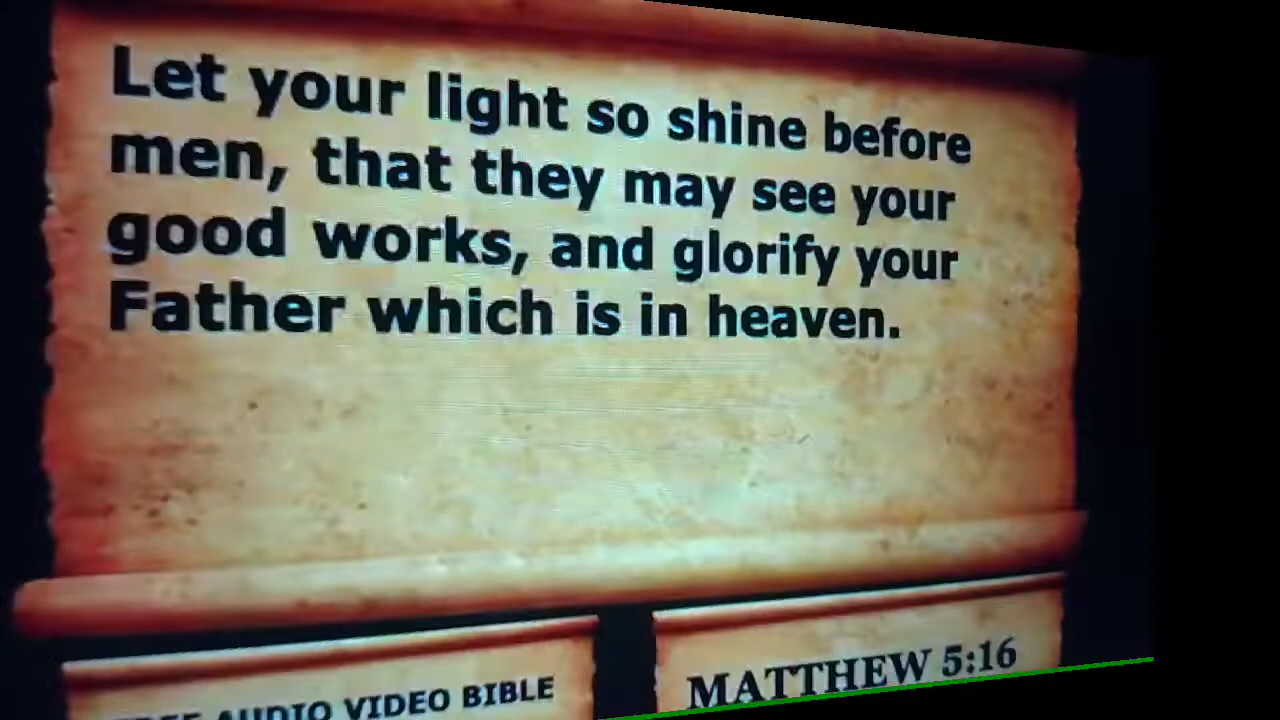 Let your light so shine before
men, that they may see your
good works, and glorify your
Father which is in heaven.
AUDIO VIDEO BIBLE
MATTHEW 5:16